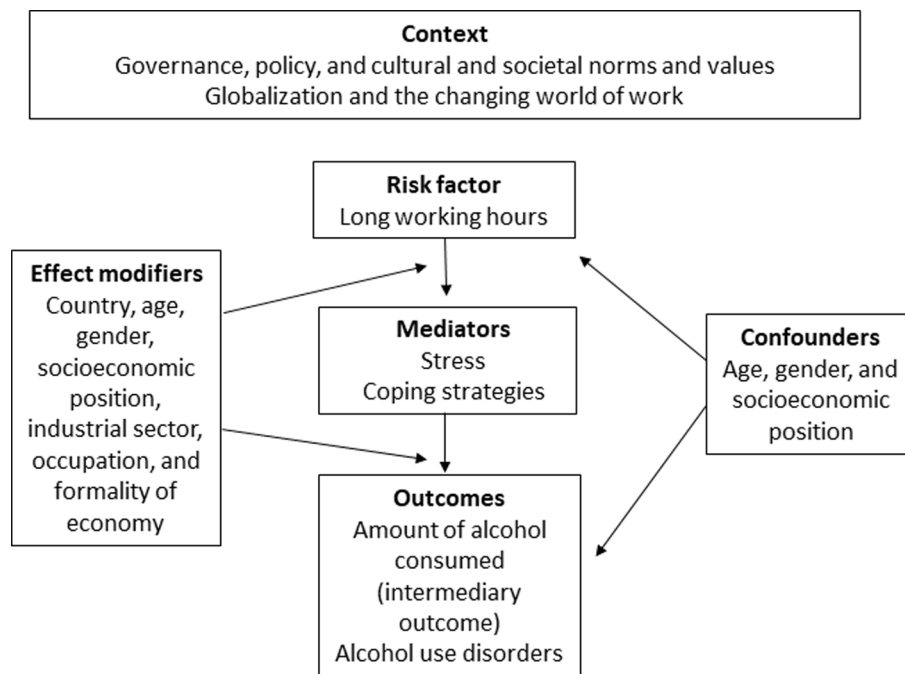 Context
Governance, policy, and cultural and societal norms and values
Globalization and the changing world of work
Risk factor
Long working hours
Effect modifiers
Country, age,
gender,
socioeconomic
position,
industrial sector,
occupation, and
formality of
economy
Mediators
Stress
Coping strategies
Confounders
Age, gender, and
socioeconomic
position
Outcomes
Amount of alcohol
consumed
(intermediary
outcome)
Alcohol use disorders